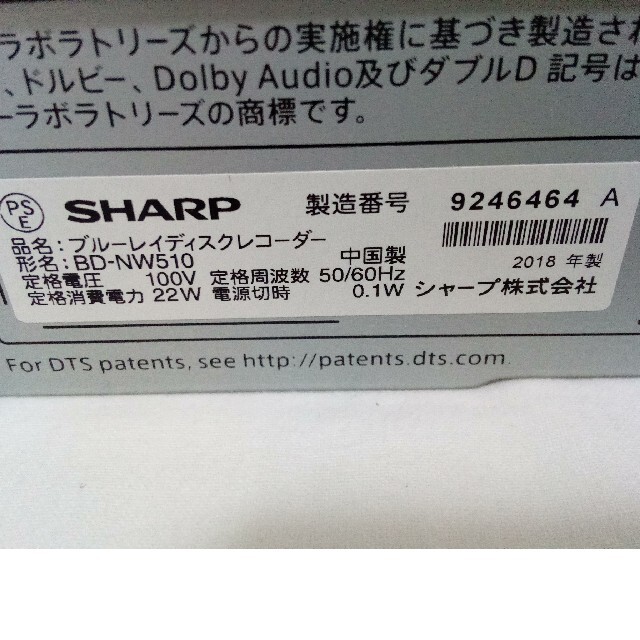 ラボラトリーズからの実施権に基づき製造され
、ドルビー、Dolby Audio及びダブルD 記号は
ーラボラトリーズの商標です。
PSE SHARP 製造番号 9246464 A
品名:ブルーレイディスクレコーダー
形名:BD-NW510 中国製 2018 年製
定格電圧 100V 定格周波数 50/60Hz
定格消費電力 22W 電源切時 0.1W シャープ株式会社
For DTS patents, see http://patents.dts.com.